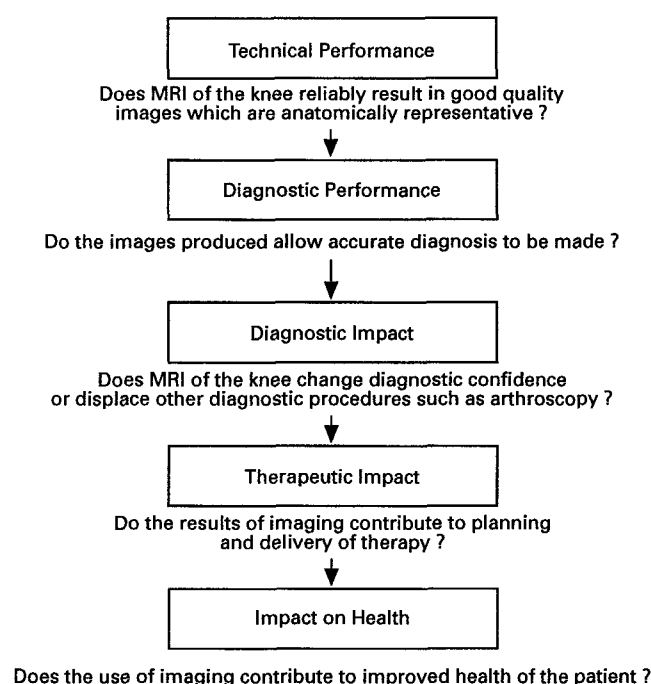 Technical Performance
Does MRI of the knee reliably result in good quality
images which are anatomically representative ?
Diagnostic Performance
Do the images produced allow accurate diagnosis to be made ?
Diagnostic Impact
Does MRI of the knee change diagnostic confidence
or displace other diagnostic procedures such as arthroscopy ?
Therapeutic Impact
Do the results of imaging contribute to planning
and delivery of therapy ?
Impact on Health
Does the use of imaging contribute to improved health of the patient ?